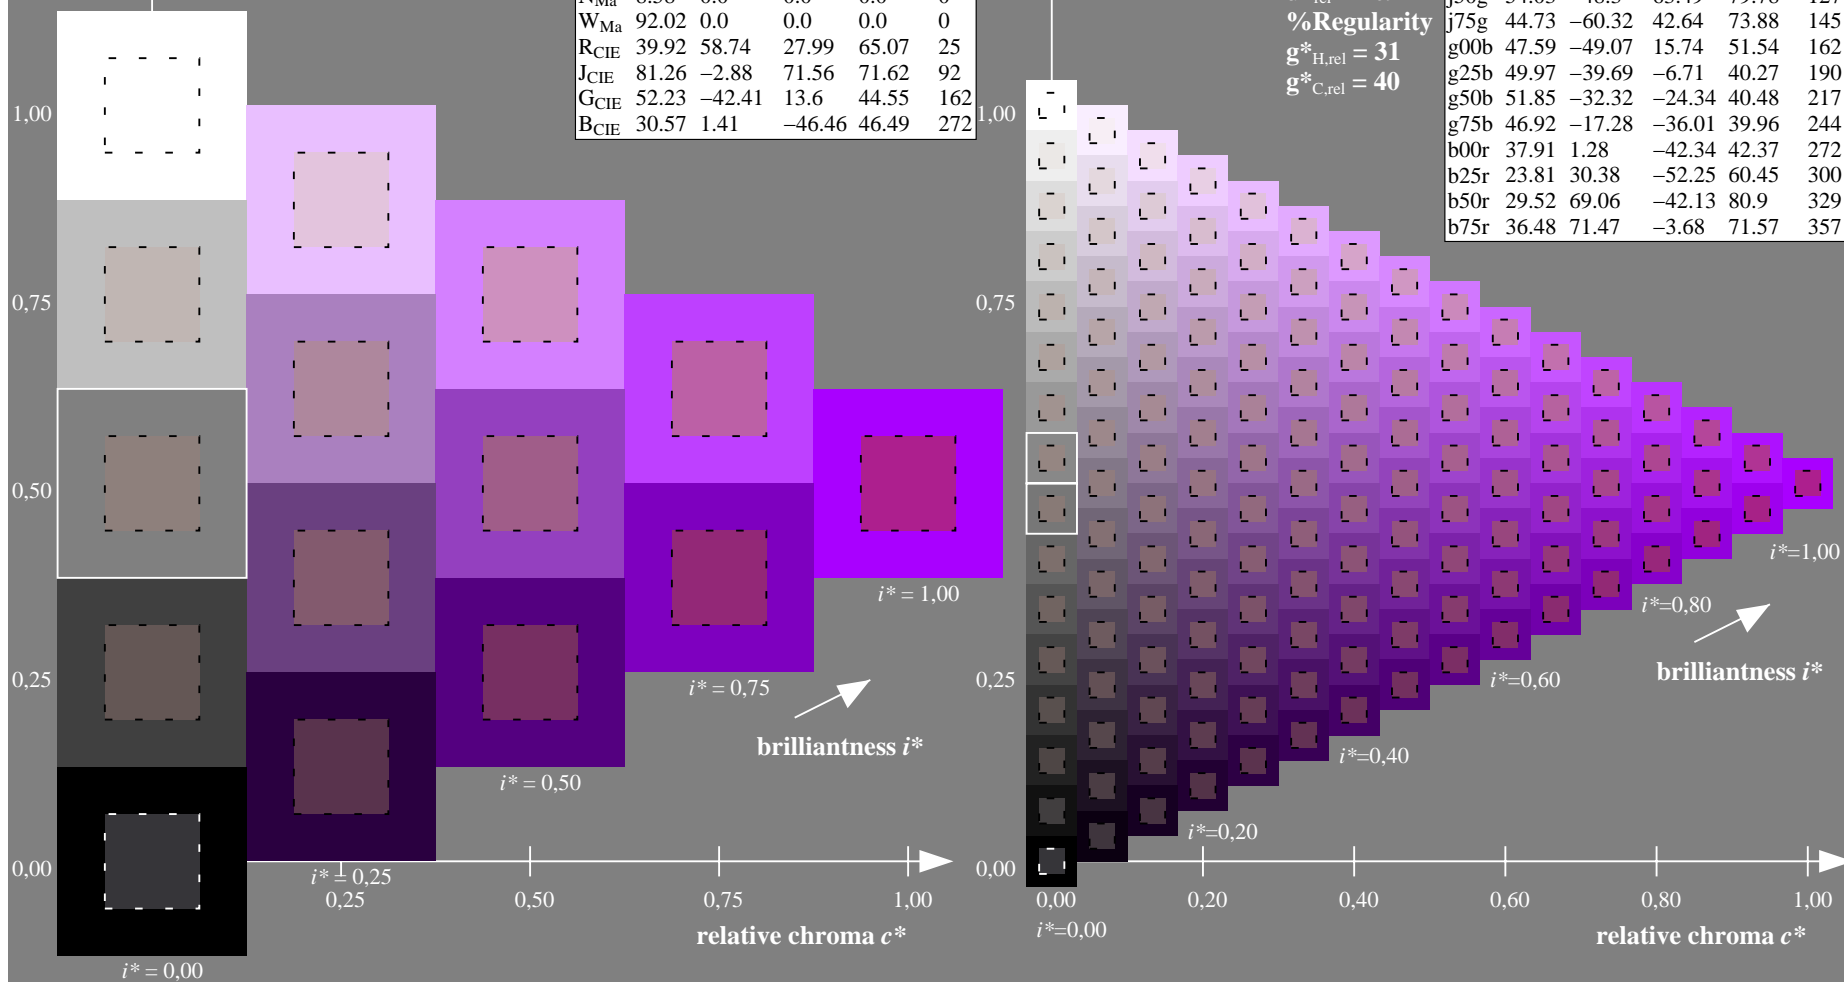 W_Ma 92.02 0.0 0.0 0.0 0
R_CIE 39.92 58.74 27.99 65.07 25
J_CIE 81.26 −2.88 71.56 71.62 92
G_CIE 52.23 −42.41 13.6 44.55 162
B_CIE 30.57 1.41 −46.46 46.49 272
%Regularity
g*H,rel = 31
g*C,rel = 40
j75g 44.73 −60.32 42.64 73.88 145
g00b 47.59 −49.07 15.74 51.54 162
g25b 49.97 −39.69 −6.71 40.27 190
g50b 51.85 −32.32 −24.34 40.48 217
g75b 46.92 −17.28 −36.01 39.96 244
b00r 37.91 1.28 −42.34 42.37 272
b25r 23.81 30.38 −52.25 60.45 300
b50r 29.52 69.06 −42.13 80.9 329
b75r 36.48 71.47 −3.68 71.57 357
1,00
0,75
0,50
0,25
0,00
i* = 1,00
i* = 0,75
brilliantness i*
i* = 0,50
i* = 0,25
0,25 0,50 0,75 1,00
relative chroma c*
i* = 0,00
1,00
0,75
0,50
0,25
0,00
i*=1,00
i*=0,80
brilliantness i*
i*=0,60
i*=0,40
i*=0,20
0,00 0,20 0,40 0,60 0,80 1,00
i*=0,00
relative chroma c*